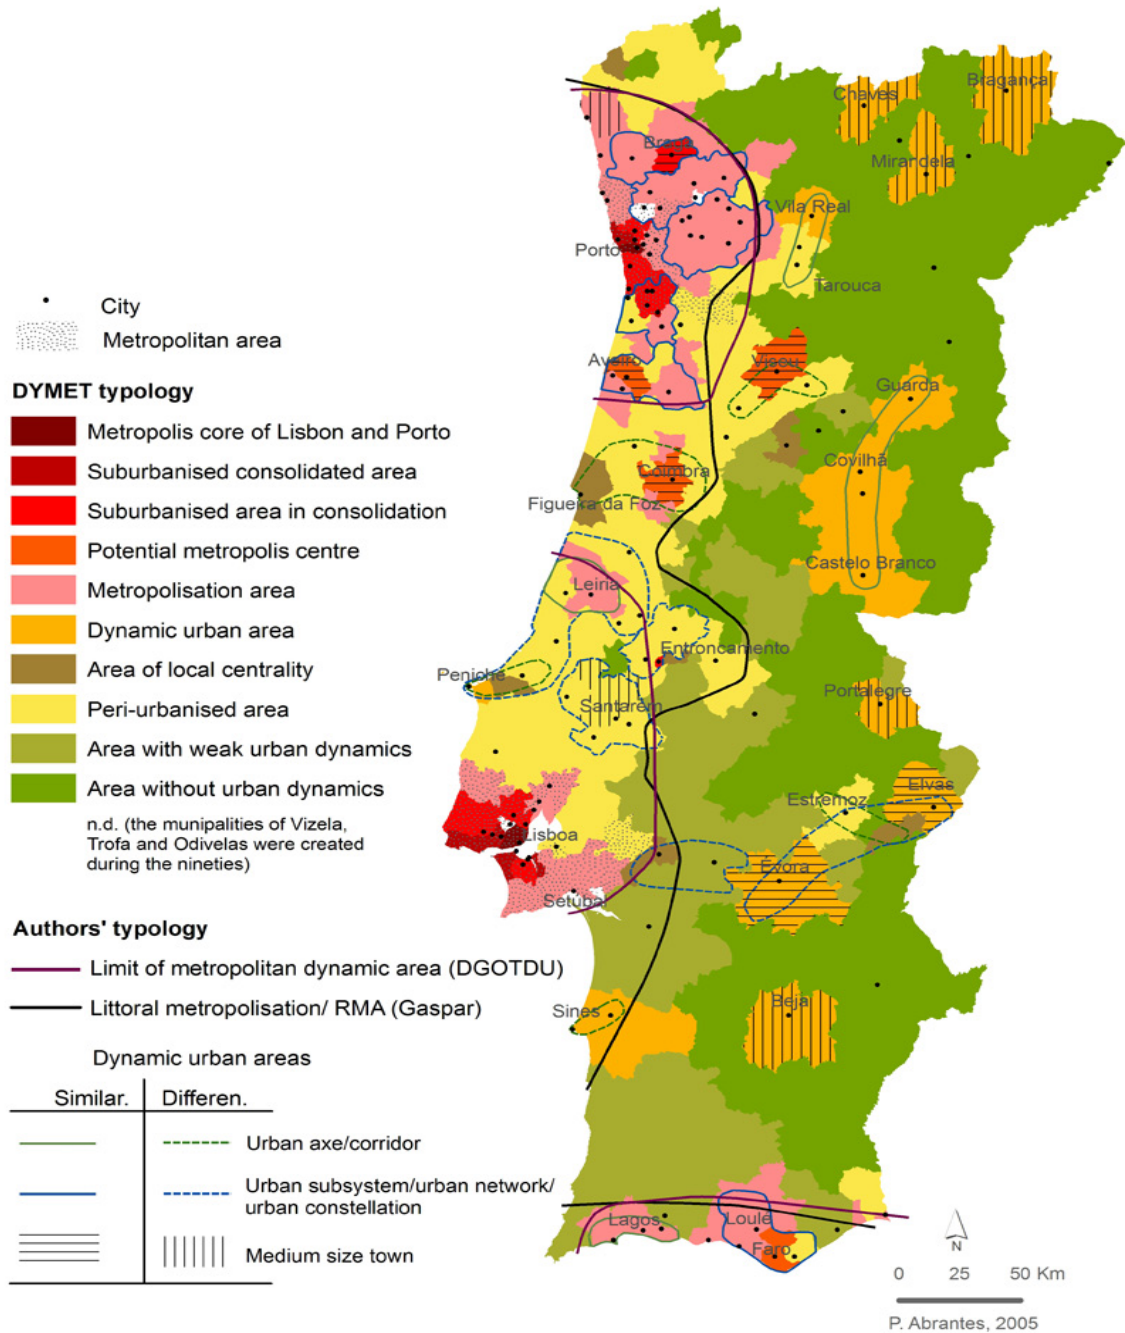 City
Metropolitan area
DYMET typology
Metropolis core of Lisbon and Porto
Suburbanised consolidated area
Suburbanised area in consolidation
Potential metropolis centre
Metropolisation area
Dynamic urban area
Area of local centrality
Peri-urbanised area
Area with weak urban dynamics
Area without urban dynamics
n.d. (the munipalities of Vizela,
Trofa and Odivelas were created
during the nineties)
Authors' typology
Limit of metropolitan dynamic area (DGOTDU)
Littoral metropolisation/ RMA (Gaspar)
Dynamic urban areas
Similar. Differen.
Urban axe/corridor
Urban subsystem/urban network/
urban constellation
Medium size town
Bragança
Chaves
Braga
Mirandela
Vila Real
Porto
Tarouca
Aveiro
Viseu
Guarda
Covilhã
Coimbra
Figueira da Foz
Castelo Branco
Leiria
Entroncamento
Peniche
Portalegre
Santarém
Elvas
Estremoz
Lisboa
Évora
Setúbal
Beja
Sines
Lagos
Loulé
Faro
N
0 25 50 Km
P. Abrantes, 2005